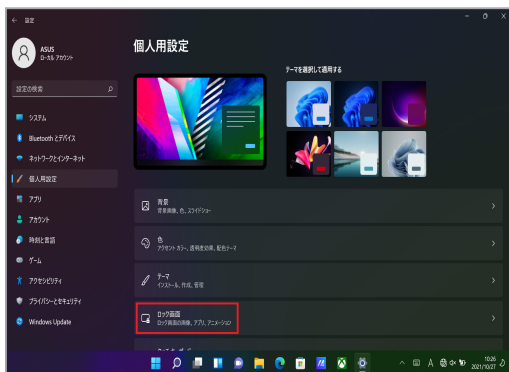 設定
ASUS
ローカル アカウント
設定の検索
システム
Bluetooth とデバイス
ネットワークとインターネット
個人用設定
アプリ
アカウント
時刻と言語
ゲーム
アクセシビリティ
プライバシーとセキュリティ
Windows Update
個人用設定
テーマを選択して適用する
背景
背景画像、色、スライドショー
色
アクセント カラー、透明度効果、配色テーマ
テーマ
インストール、作成、管理
ロック画面
ロック画面の画像、アプリ、アニメーション
A
10:26
2021/10/27